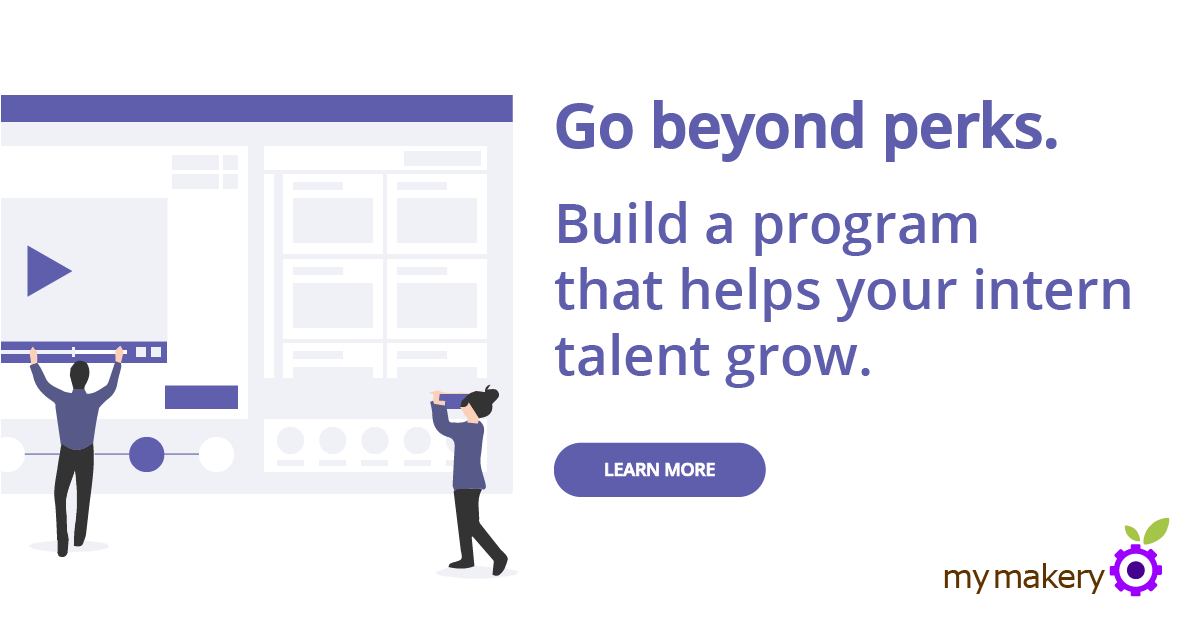 Go beyond perks.
Build a program
that helps your intern
talent grow.
LEARN MORE
my makery